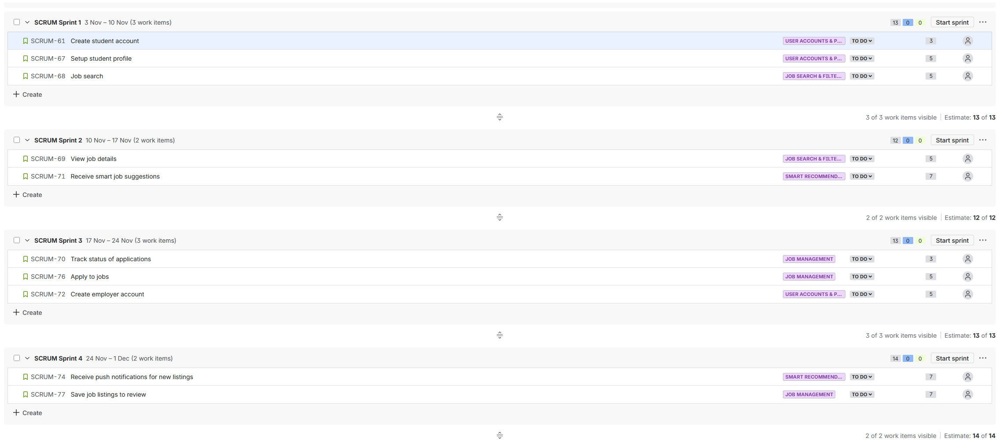 SCRUM Sprint 1 3 Nov – 10 Nov (3 work items) 13 0 0 Start sprint
SCRUM-61 Create student account USER ACCOUNTS & P... TO DO 3
SCRUM-67 Setup student profile USER ACCOUNTS & P... TO DO 5
SCRUM-68 Job search JOB SEARCH & FILTE... TO DO 5
Create
3 of 3 work items visible Estimate: 13 of 13
SCRUM Sprint 2 10 Nov – 17 Nov (2 work items) 12 0 0 Start sprint
SCRUM-69 View job details JOB SEARCH & FILTE... TO DO 5
SCRUM-71 Receive smart job suggestions SMART RECOMMEND... TO DO 7
Create
2 of 2 work items visible Estimate: 12 of 12
SCRUM Sprint 3 17 Nov – 24 Nov (3 work items) 13 0 0 Start sprint
SCRUM-70 Track status of applications JOB MANAGEMENT TO DO 3
SCRUM-76 Apply to jobs JOB MANAGEMENT TO DO 5
SCRUM-72 Create employer account USER ACCOUNTS & P... TO DO 5
Create
3 of 3 work items visible Estimate: 13 of 13
SCRUM Sprint 4 24 Nov – 1 Dec (2 work items) 14 0 0 Start sprint
SCRUM-74 Receive push notifications for new listings SMART RECOMMEND... TO DO 7
SCRUM-77 Save job listings to review JOB MANAGEMENT TO DO 7
Create
2 of 2 work items visible Estimate: 14 of 14